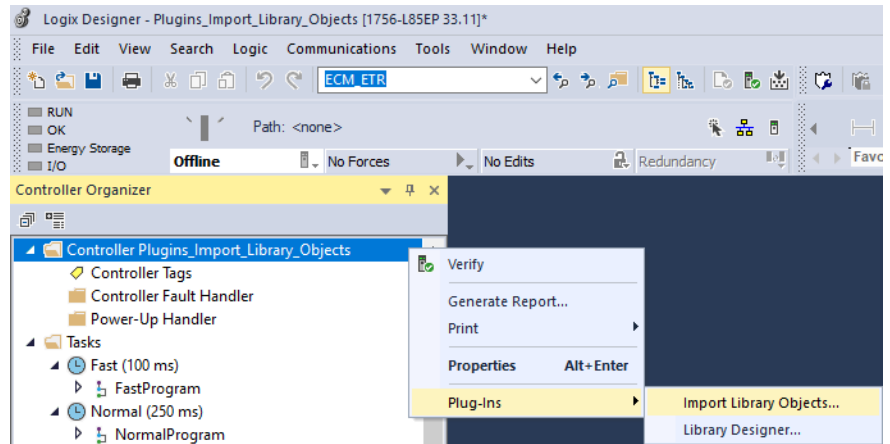 Logix Designer - Plugins_Import_Library_Objects [1756-L85EP 33.11]*
File Edit View Search Logic Communications Tools Window Help
ECM_ETR
RUN
OK
Energy Storage
I/O
Path: <none>
Offline No Forces No Edits Redundancy
Favo
Controller Organizer
Controller Plugins_Import_Library_Objects
Controller Tags
Controller Fault Handler
Power-Up Handler
Tasks
Fast (100 ms)
FastProgram
Normal (250 ms)
NormalProgram
Verify
Generate Report...
Print
Properties Alt+Enter
Plug-Ins
Import Library Objects...
Library Designer...